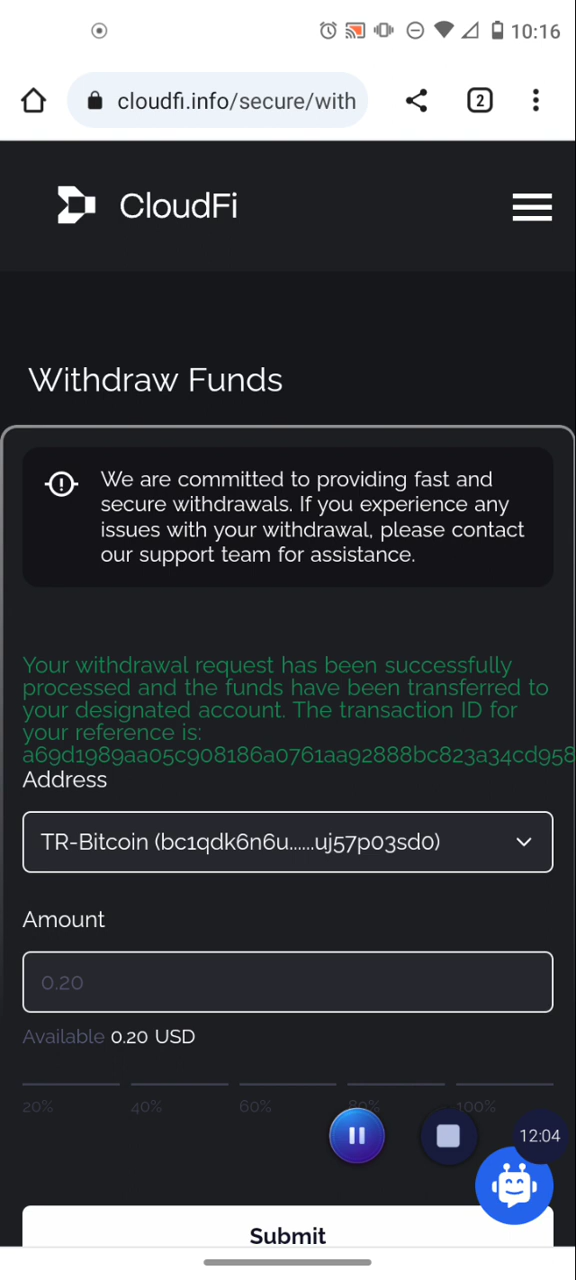 10:16
cloudfi.info/secure/with
2
CloudFi
Withdraw Funds
We are committed to providing fast and
secure withdrawals. If you experience any
issues with your withdrawal, please contact
our support team for assistance.
Your withdrawal request has been successfully
processed and the funds have been transferred to
your designated account. The transaction ID for
your reference is:
a69d1989aa05c908186a0761aa92888bc823a34cd958
Address
TR-Bitcoin (bc1qdk6n6u......uj57p03sd0)
Amount
0.20
Available 0.20 USD
20% 40% 60% 80% 100%
12:04
Submit